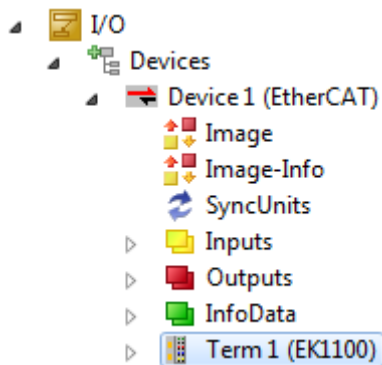 I/O
Devices
Device 1 (EtherCAT)
Image
Image-Info
SyncUnits
Inputs
Outputs
InfoData
Term 1 (EK1100)